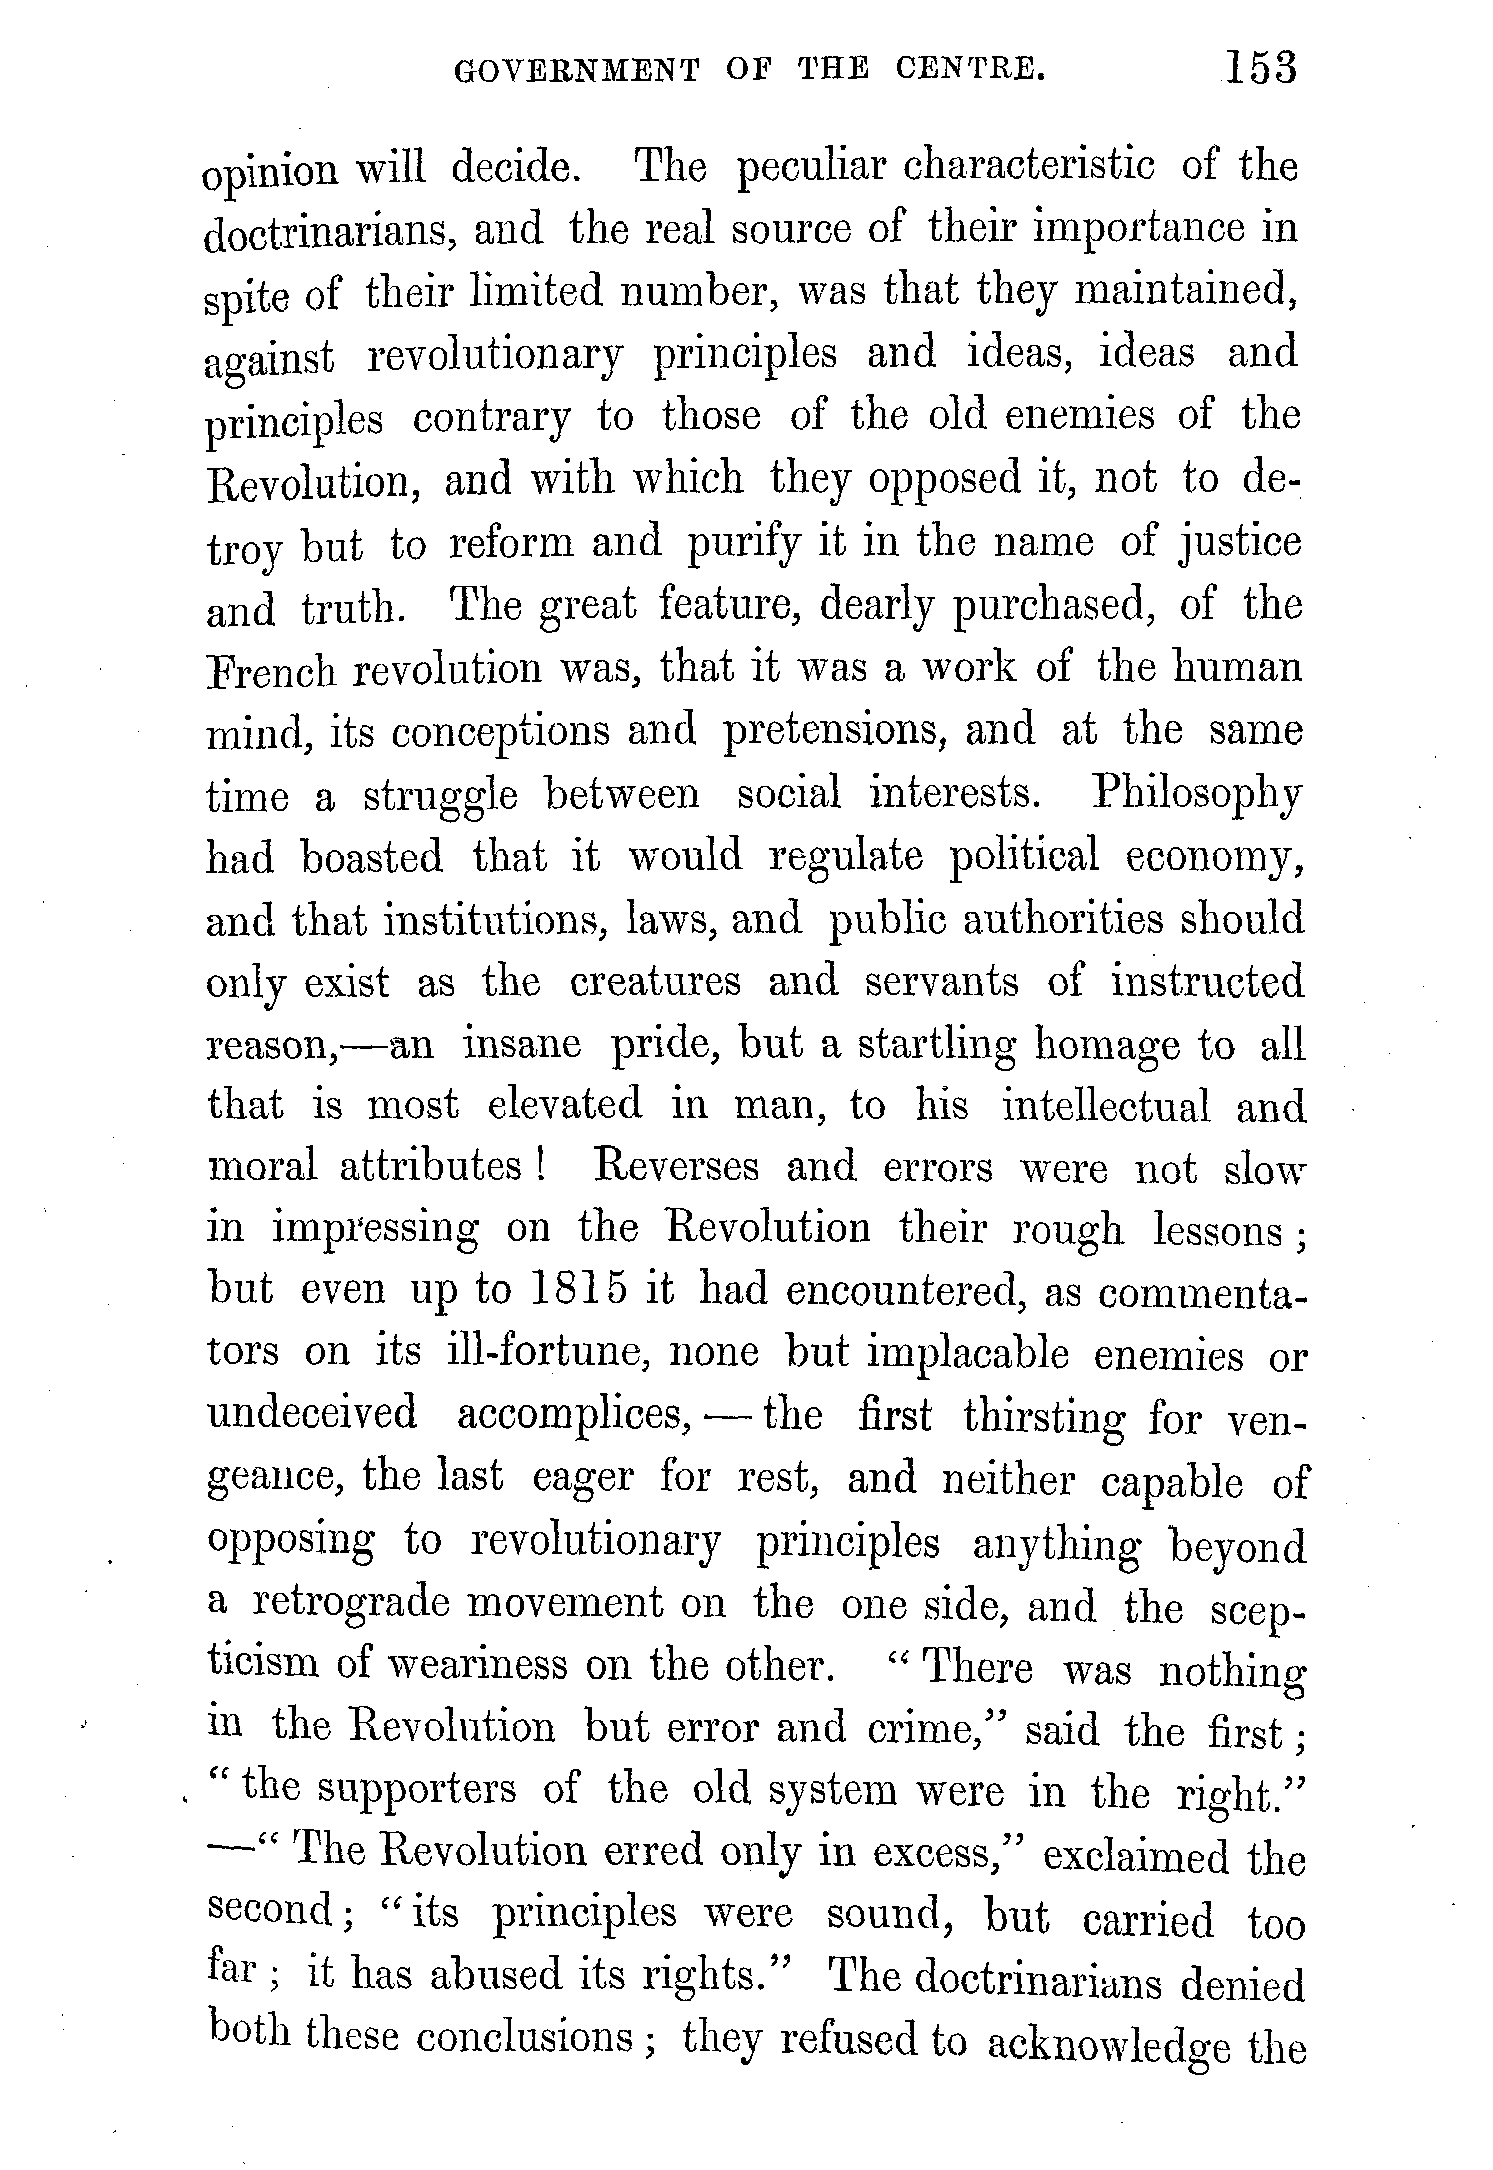 GOVERNMENT OF THE CENTRE. 153
opinion will decide. The peculiar characteristic of the
doctrinarians, and the real source of their importance in
spite of their limited number, was that they maintained,
against revolutionary principles and ideas, ideas and
principles contrary to those of the old enemies of the
Revolution, and with which they opposed it, not to de-
troy but to reform and purify it in the name of justice
and truth. The great feature, dearly purchased, of the
French revolution was, that it was a work of the human
mind, its conceptions and pretensions, and at the same
time a struggle between social interests. Philosophy
had boasted that it would regulate political economy,
and that institutions, laws, and public authorities should
only exist as the creatures and servants of instructed
reason,—an insane pride, but a startling homage to all
that is most elevated in man, to his intellectual and
moral attributes ! Reverses and errors were not slow
in impressing on the Revolution their rough lessons ;
but even up to 1815 it had encountered, as commenta-
tors on its ill-fortune, none but implacable enemies or
undeceived accomplices, — the first thirsting for ven-
geance, the last eager for rest, and neither capable of
opposing to revolutionary principles anything beyond
a retrograde movement on the one side, and the scep-
ticism of weariness on the other. “ There was nothing
in the Revolution but error and crime,” said the first ;
“ the supporters of the old system were in the right.”
—“ The Revolution erred only in excess,” exclaimed the
second ; “ its principles were sound, but carried too
far ; it has abused its rights.” The doctrinarians denied
both these conclusions ; they refused to acknowledge the